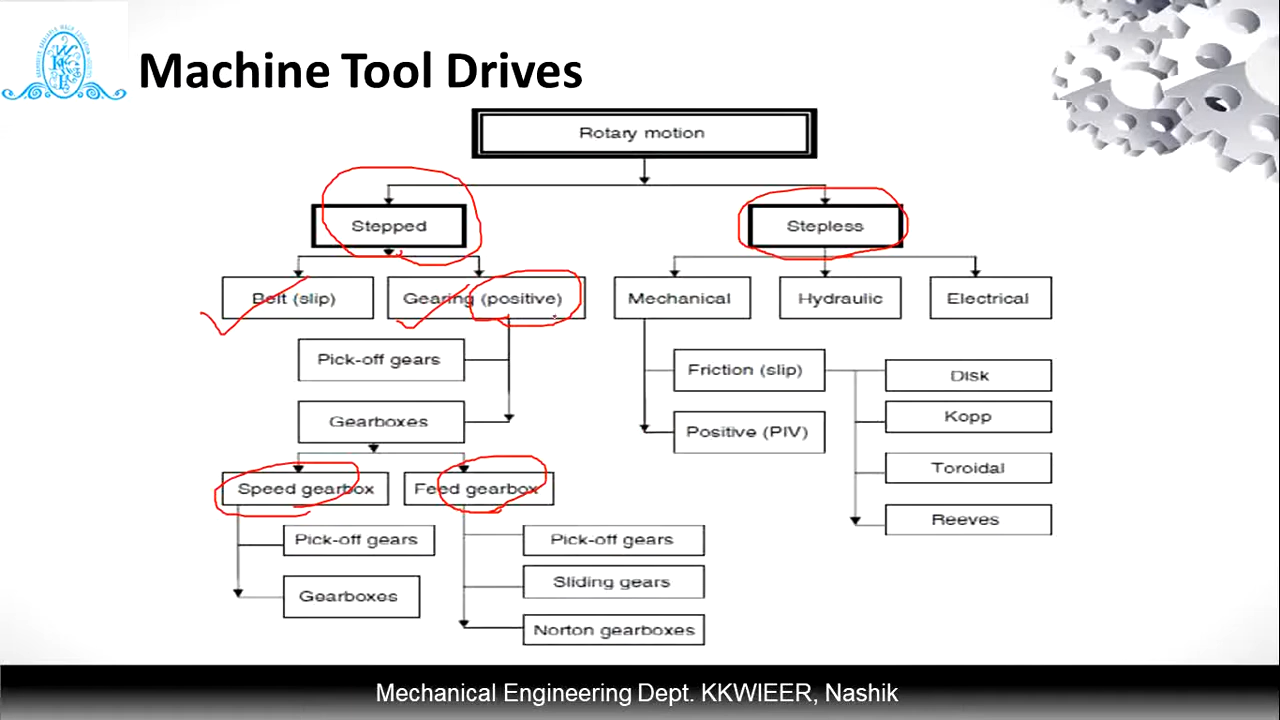 Machine Tool Drives
Rotary motion
Stepped
Stepless
Belt (slip)
Gearing (positive)
Mechanical
Hydraulic
Electrical
Pick-off gears
Friction (slip)
Disk
Gearboxes
Positive (PIV)
Kopp
Toroidal
Speed gearbox
Feed gearbox
Reeves
Pick-off gears
Pick-off gears
Gearboxes
Sliding gears
Norton gearboxes
Mechanical Engineering Dept. KKWIEER, Nashik